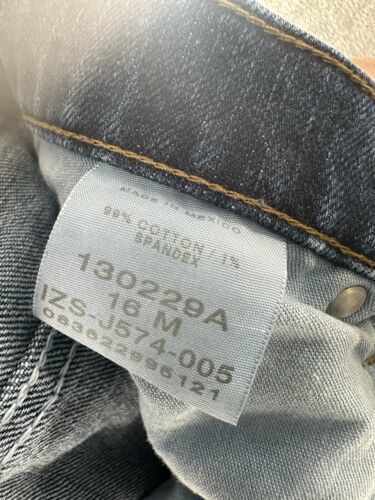 MADE IN MEXICO
99% COTTON / 1%
SPANDEX
130229A
16 M
IZS-J574-005
083622995121